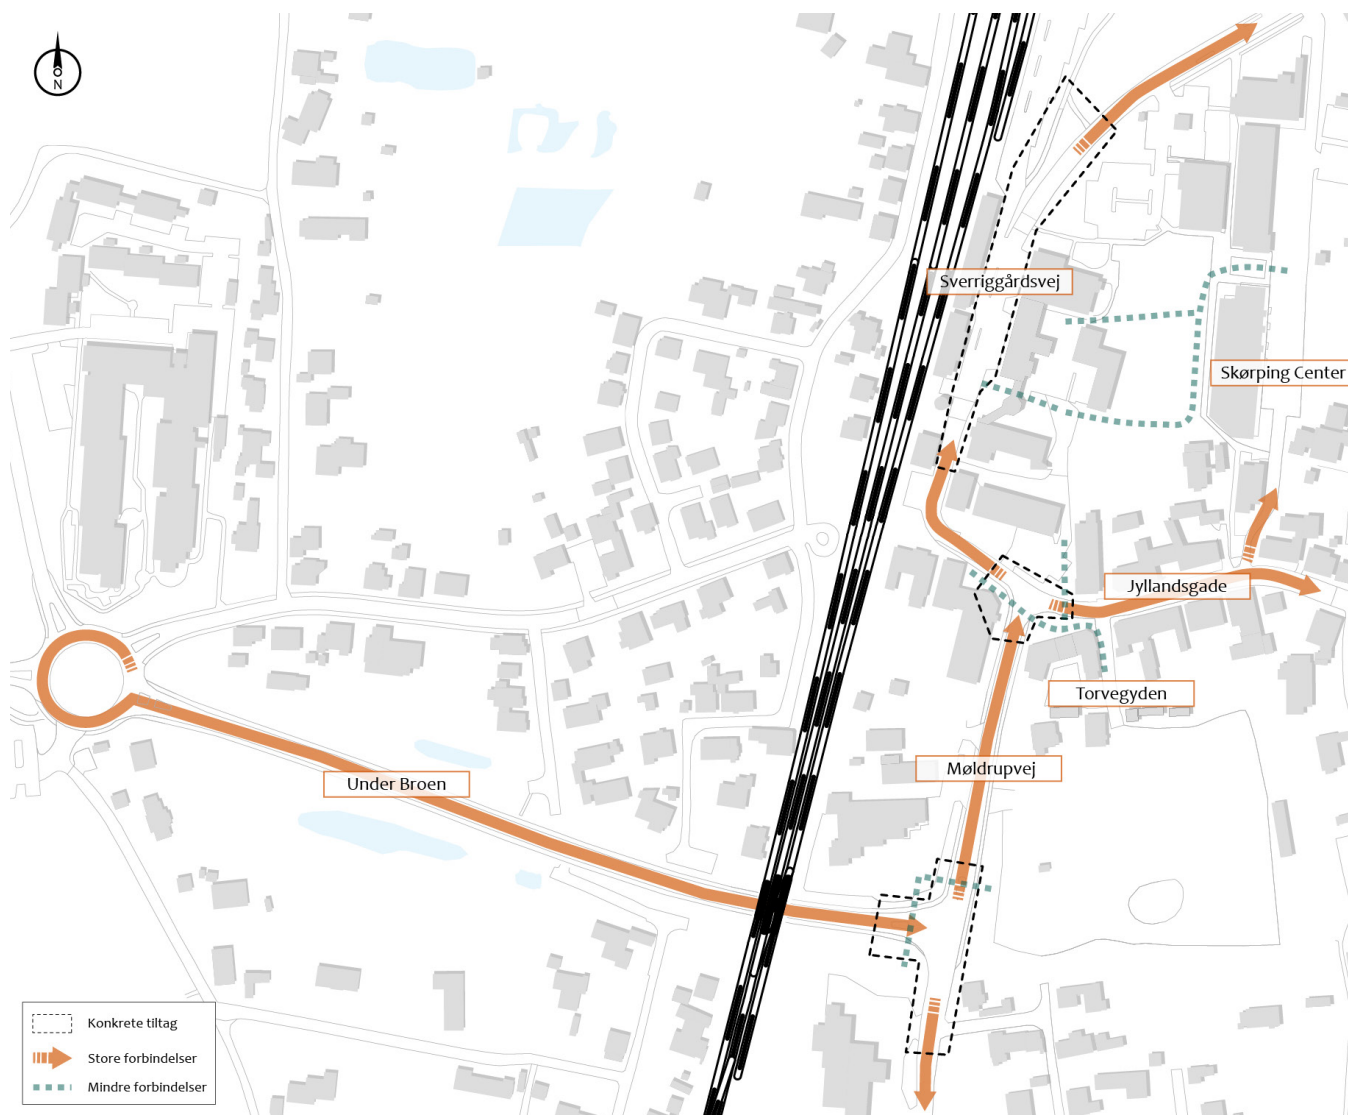 N
Sverriggårdsvej
Skørping Center
Jyllandsgade
Torvegyden
Møldrupvej
Under Broen
Konkrete tiltag
Store forbindelser
Mindre forbindelser